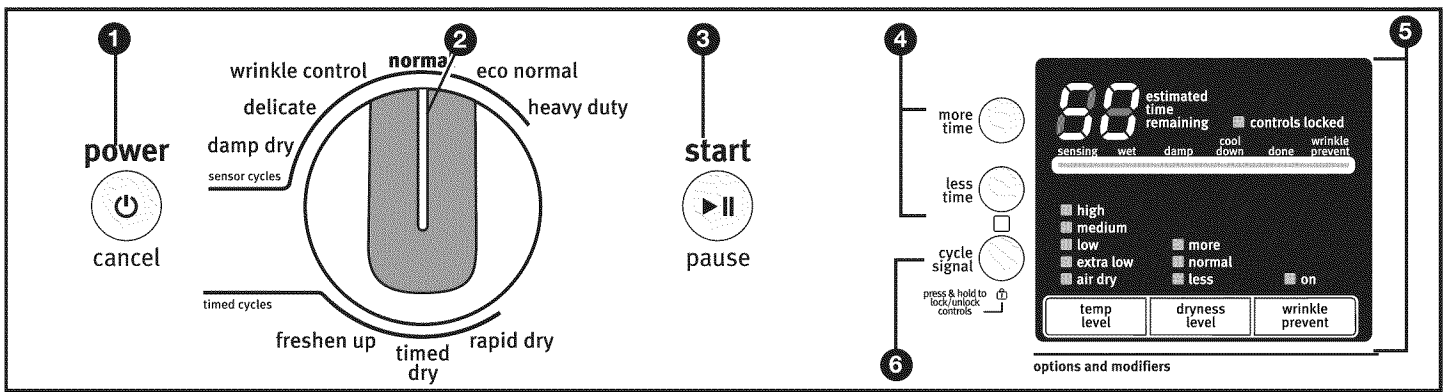 1
2
3
4
5
6
power
cancel
wrinkle control
norma
eco normal
delicate
heavy duty
damp dry
sensor cycles
timed cycles
freshen up
timed
dry
rapid dry
start
pause
more
time
less
time
cycle
signal
press & hold to
lock/unlock
controls
58
estimated
time
remaining
controls locked
sensing
wet
damp
cool
down
done
wrinkle
prevent
high
medium
low
extra low
air dry
more
normal
less
on
temp
level
dryness
level
wrinkle
prevent
options and modifiers